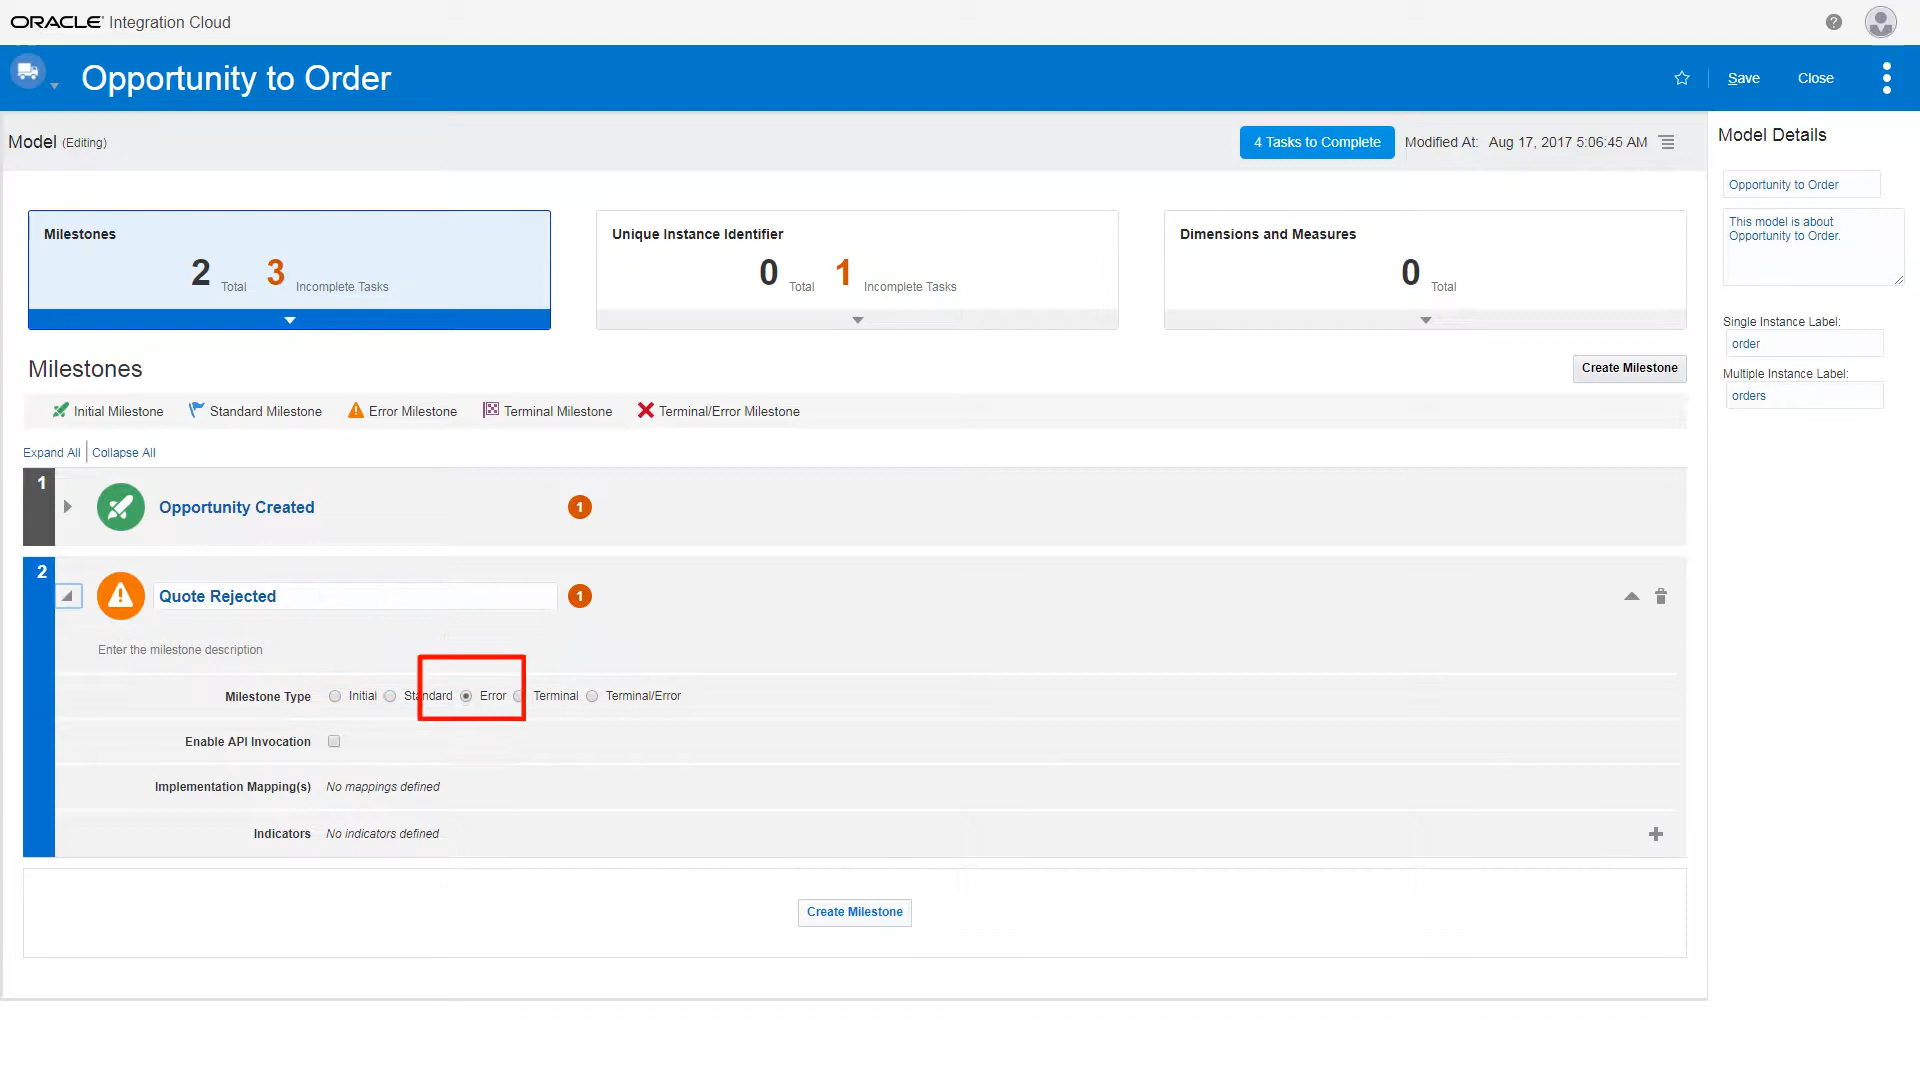 ORACLE Integration Cloud
Opportunity to Order
Save
Close
Model (Editing)
4 Tasks to Complete
Modified At: Aug 17, 2017 5:06:45 AM
Milestones
2 Total 3 Incomplete Tasks
Unique Instance Identifier
0 Total 1 Incomplete Tasks
Dimensions and Measures
0 Total
Milestones
Create Milestone
Initial Milestone
Standard Milestone
Error Milestone
Terminal Milestone
Terminal/Error Milestone
Expand All
Collapse All
1
Opportunity Created
1
2
Quote Rejected
1
Enter the milestone description
Milestone Type
Initial
Standard
Error
Terminal
Terminal/Error
Enable API Invocation
Implementation Mapping(s)
No mappings defined
Indicators
No indicators defined
Create Milestone
Model Details
Opportunity to Order
This model is about
Opportunity to Order.
Single Instance Label:
order
Multiple Instance Label:
orders